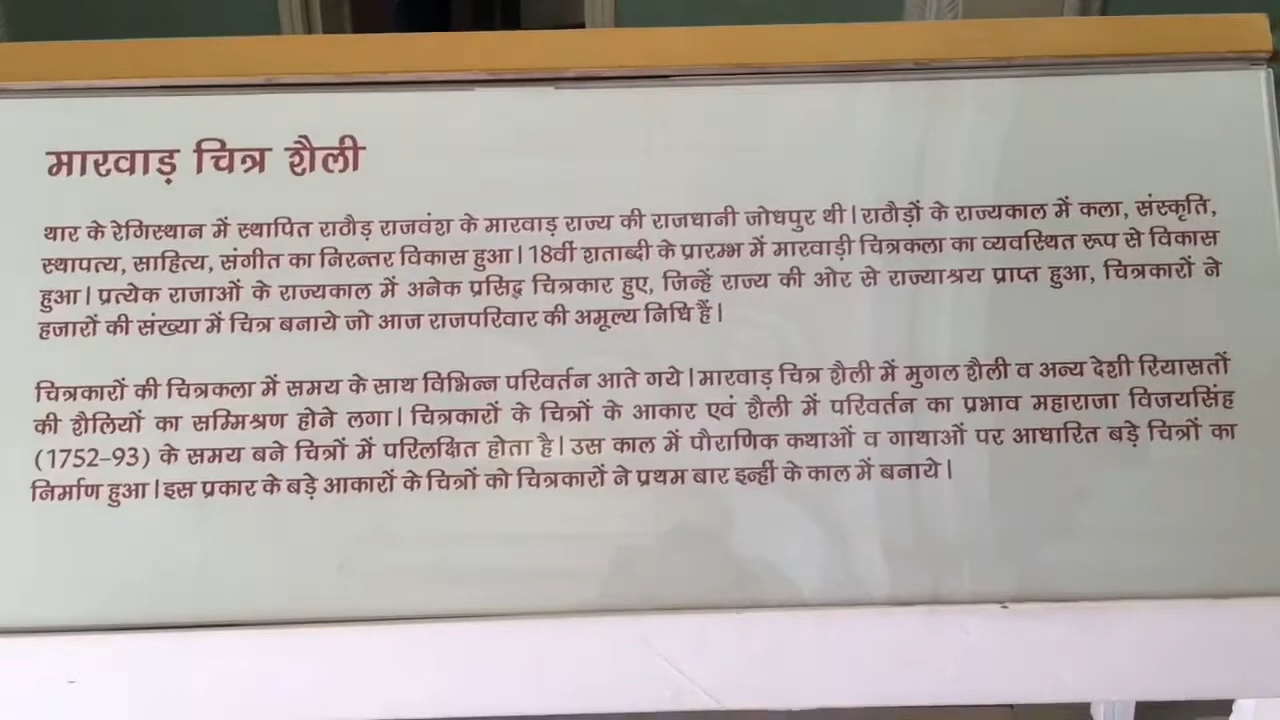 मारवाड़ चित्र शैली
थार के रेगिस्थान में स्थापित राठौड़ राजवंश के मारवाड़ राज्य की राजधानी जोधपुर थी। राठौड़ों के राज्यकाल में कला, संस्कृति,
स्थापत्य, साहित्य, संगीत का निरन्तर विकास हुआ। 18वीं शताब्दी के प्रारम्भ में मारवाड़ी चित्रकला का व्यवस्थित रूप से विकास
हुआ। प्रत्येक राजाओं के राज्यकाल में अनेक प्रसिद्ध चित्रकार हुए, जिन्हें राज्य की ओर से राज्याश्रय प्राप्त हुआ, चित्रकारों ने
हजारों की संख्या में चित्र बनाये जो आज राजपरिवार की अमूल्य निधि हैं।
चित्रकारों की चित्रकला में समय के साथ विभिन्न परिवर्तन आते गये। मारवाड़ चित्र शैली में मुगल शैली व अन्य देशी रियासतों
की शैलियों का सम्मिश्रण होने लगा। चित्रकारों के चित्रों के आकार एवं शैली में परिवर्तन का प्रभाव महाराजा विजयसिंह
(1752-93) के समय बने चित्रों में परिलक्षित होता है। उस काल में पौराणिक कथाओं व गाथाओं पर आधारित बड़े चित्रों का
निर्माण हुआ। इस प्रकार के बड़े आकारों के चित्रों को चित्रकारों ने प्रथम बार इन्हीं के काल में बनाये।